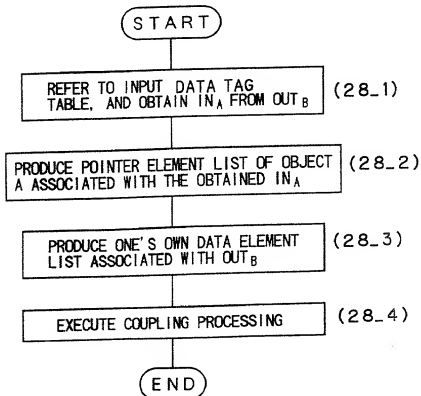 START
REFER TO INPUT DATA TAG (28_1)
TABLE, AND OBTAIN INA FROM OUTB
PRODUCE POINTER ELEMENT LIST OF OBJECT (28_2)
A ASSOCIATED WITH THE OBTAINED INA
PRODUCE ONE'S OWN DATA ELEMENT (28_3)
LIST ASSOCIATED WITH OUTB
EXECUTE COUPLING PROCESSING (28_4)
END